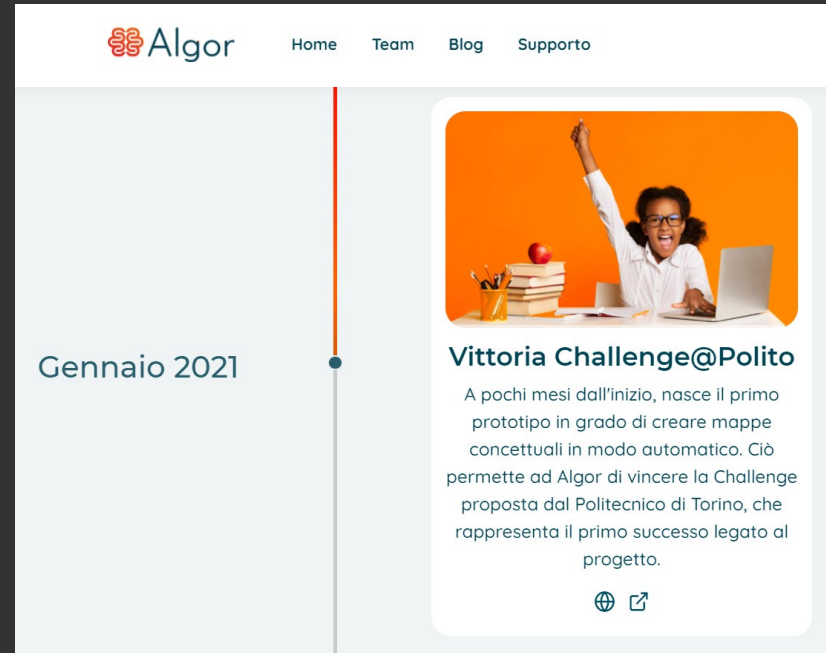 Algor
Home Team Blog Supporto
Gennaio 2021
Vittoria Challenge@Polito
A pochi mesi dall'inizio, nasce il primo
prototipo in grado di creare mappe
concettuali in modo automatico. Ciò
permette ad Algor di vincere la Challenge
proposta dal Politecnico di Torino, che
rappresenta il primo successo legato al
progetto.